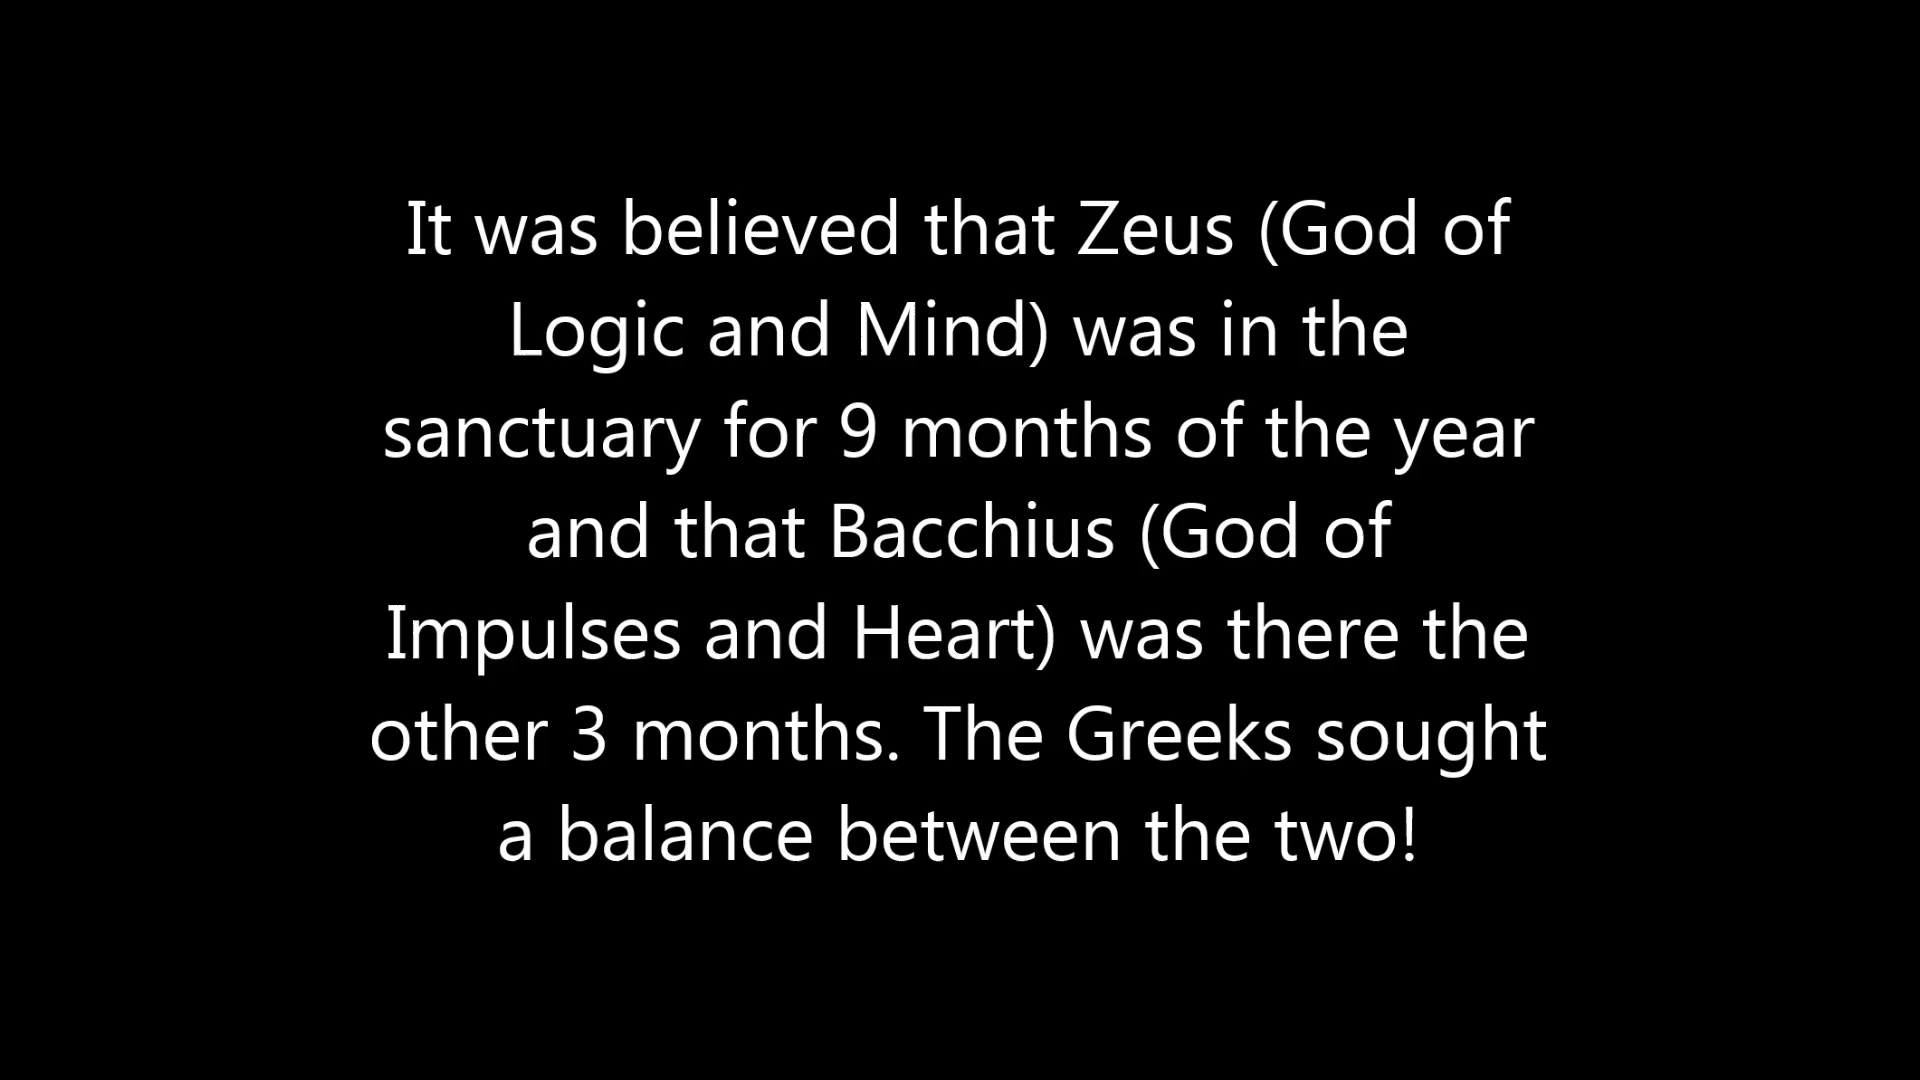 It was believed that Zeus (God of
Logic and Mind) was in the
sanctuary for 9 months of the year
and that Bacchius (God of
Impulses and Heart) was there the
other 3 months. The Greeks sought
a balance between the two!